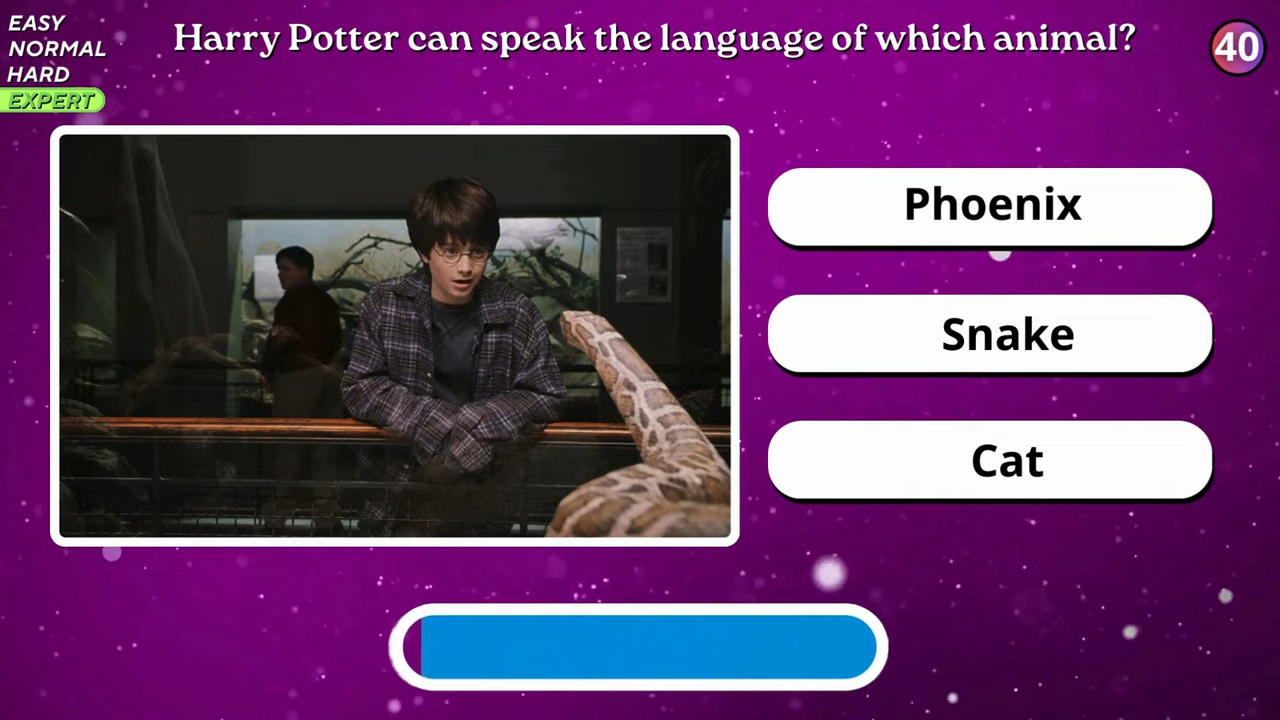 EASY
NORMAL
HARD
EXPERT
Harry Potter can speak the language of which animal?
40
Phoenix
Snake
Cat